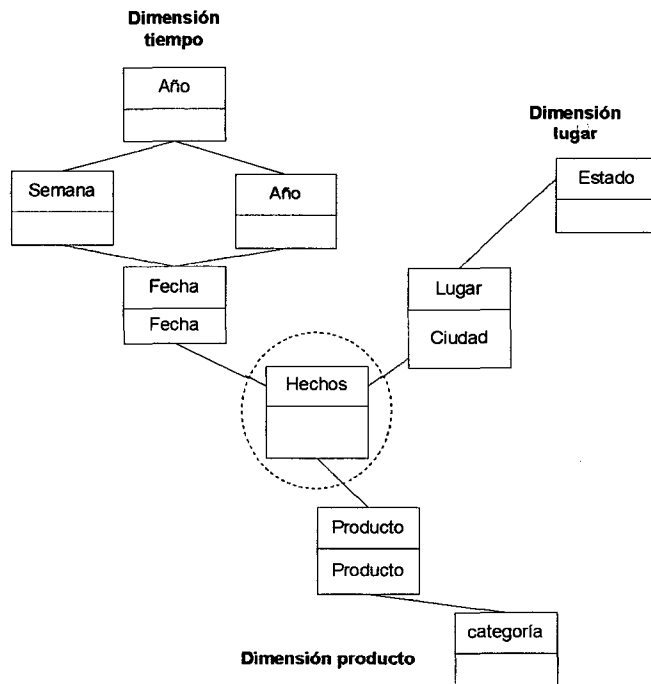 Dimensión
tiempo
Año
Dimensión
lugar
Semana
Año
Estado
Fecha
Fecha
Lugar
Ciudad
Hechos
Producto
Producto
categoría
Dimensión producto